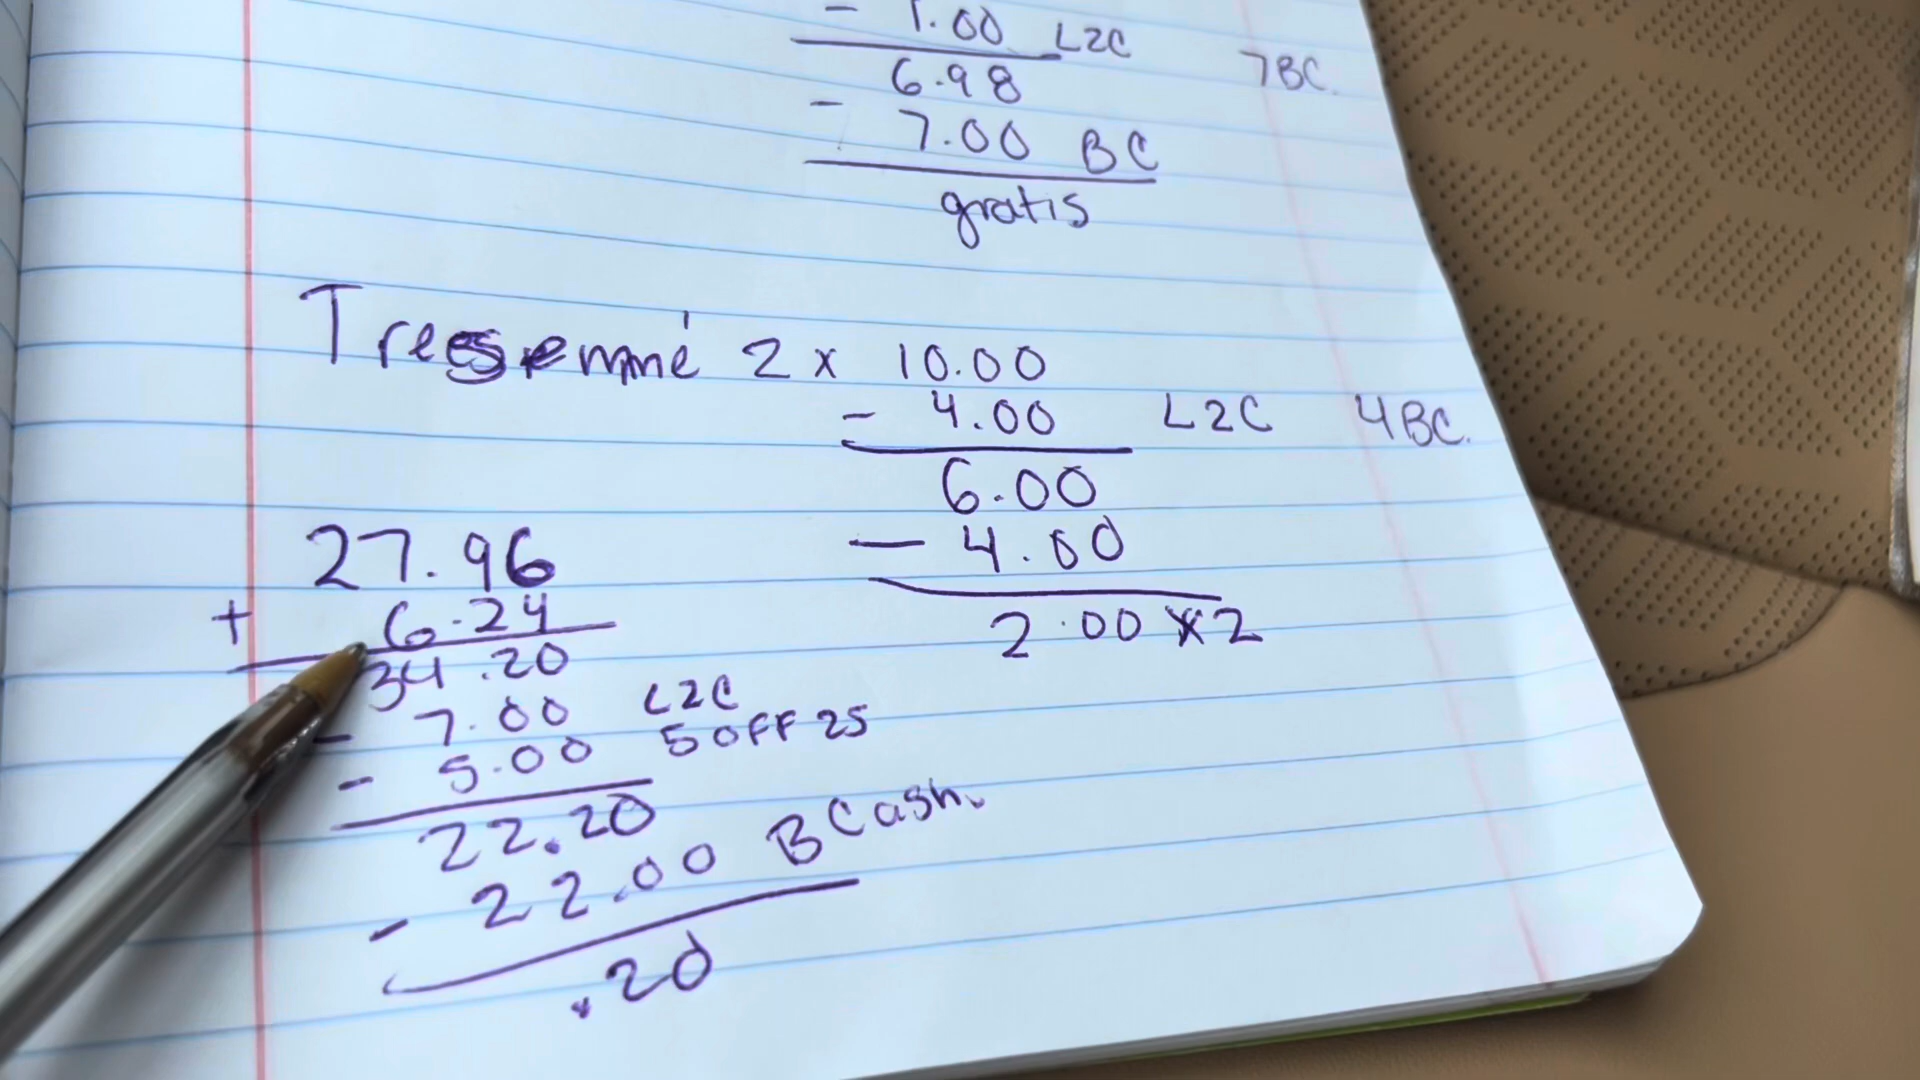 - 1.00 L2C 7BC.
6.98
- 7.00 BC
gratis
Tresemmé 2 x 10.00
- 4.00 L2C 4BC.
6.00
- 4.00
2.00 x2
27.96
+ 6.24
34.20
- 7.00 L2C
- 5.00 5 OFF 25
22.20
- 22.00 B Cash.
.20